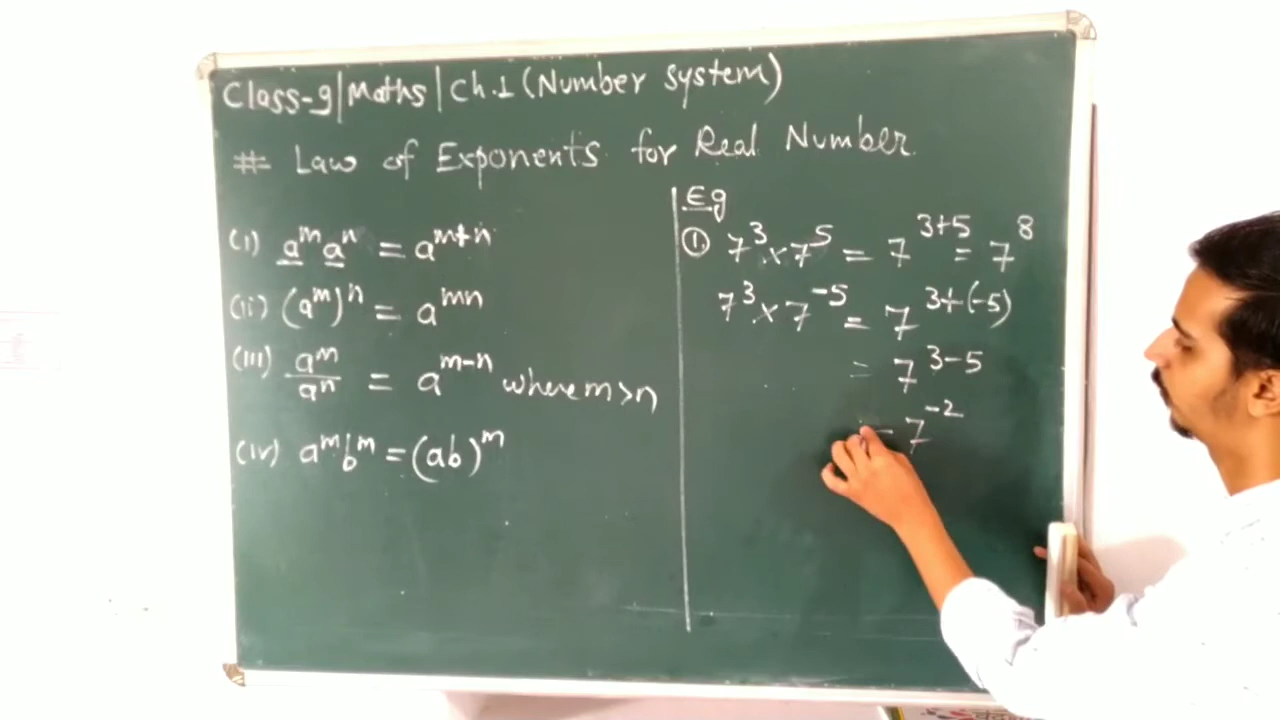 Class-9|Maths|Ch.1 (Number System)
# Law of Exponents for Real Number
(i) a^m a^n = a^{m+n}
(ii) (a^m)^n = a^{mn}
(iii) a^m/a^n = a^{m-n} where m>n
(iv) a^m b^m = (ab)^m
Eg
① 7^3 × 7^5 = 7^{3+5} = 7^8
7^3 × 7^{-5} = 7^{3+(-5)}
= 7^{3-5}
= 7^{-2}